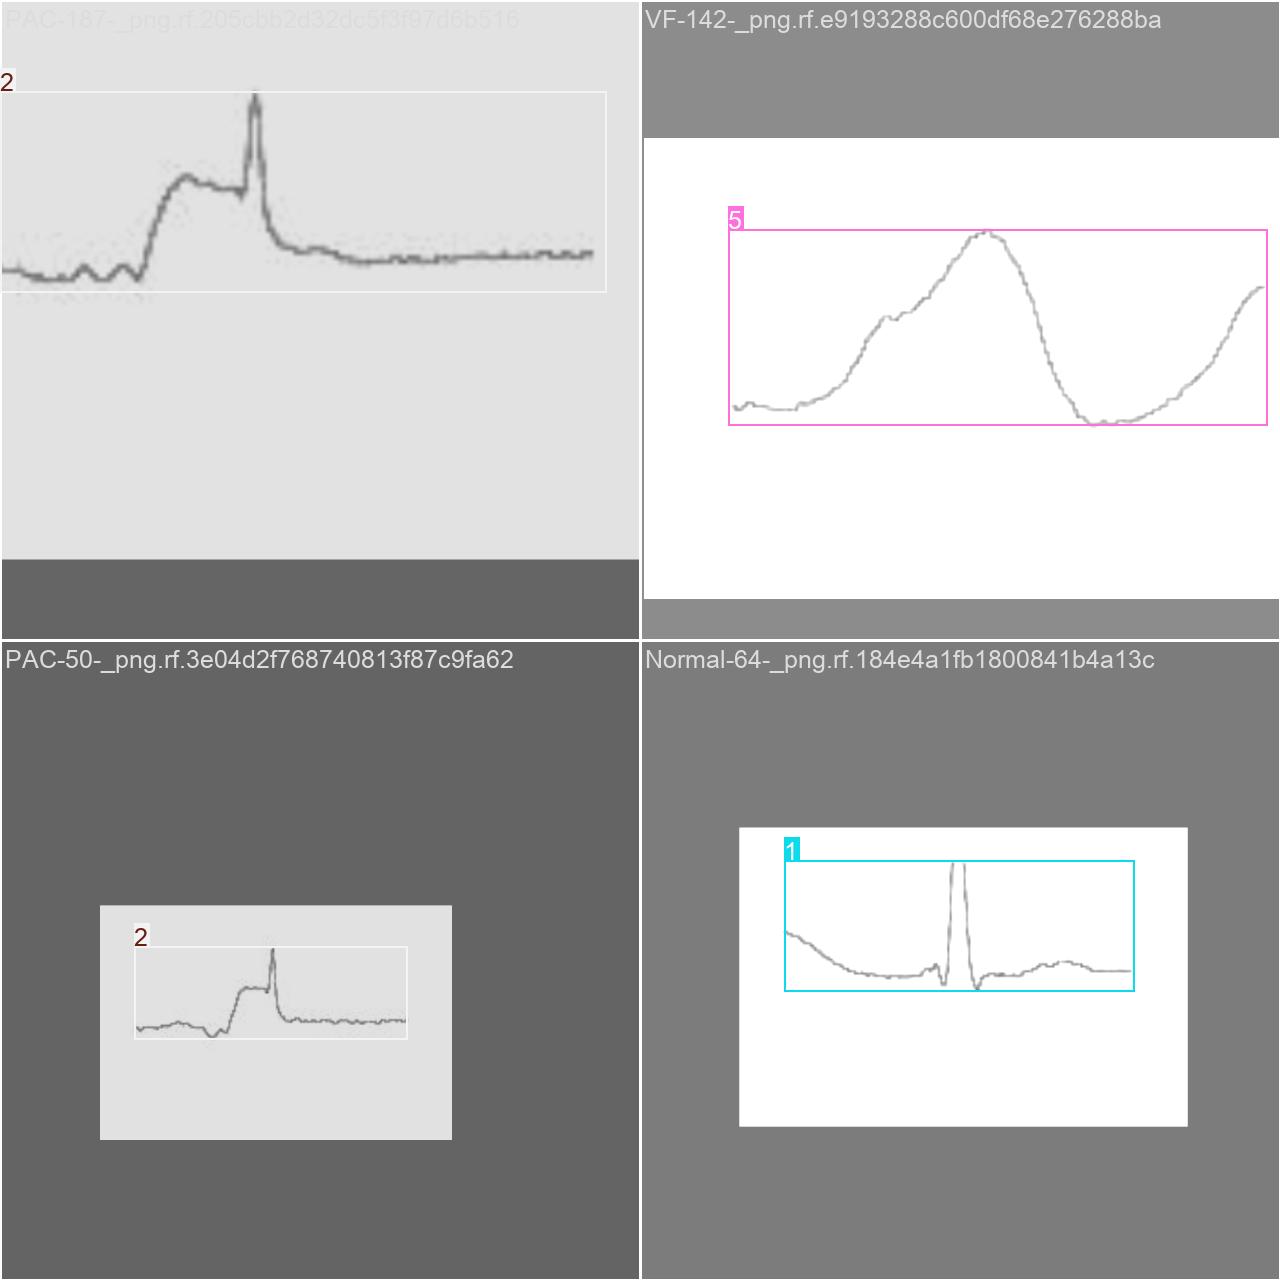 PAC-187-_png.rf.205cbb2d32dc5f3f97d6b516
VF-142-_png.rf.e9193288c600df68e276288ba
2
5
PAC-50-_png.rf.3e04d2f768740813f87c9fa62
Normal-64-_png.rf.184e4a1fb1800841b4a13c
2
1